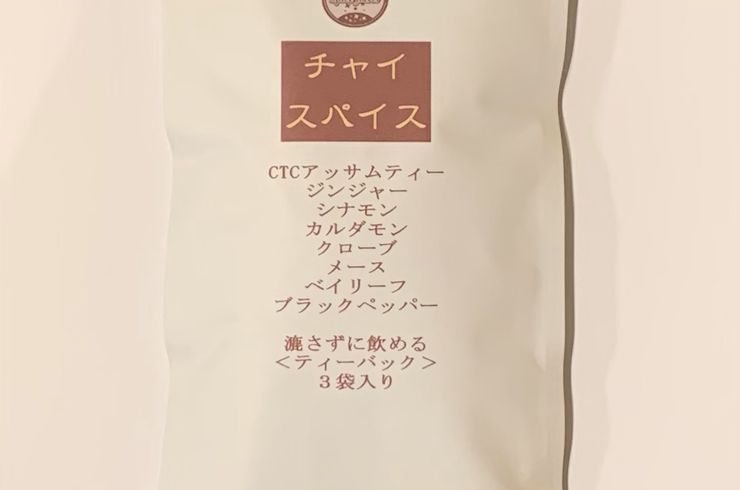 チャイ
スパイス
CTCアッサムティー
ジンジャー
シナモン
カルダモン
クローブ
メース
ベイリーフ
ブラックペッパー
漉さずに飲める
＜ティーバック＞
３袋入り